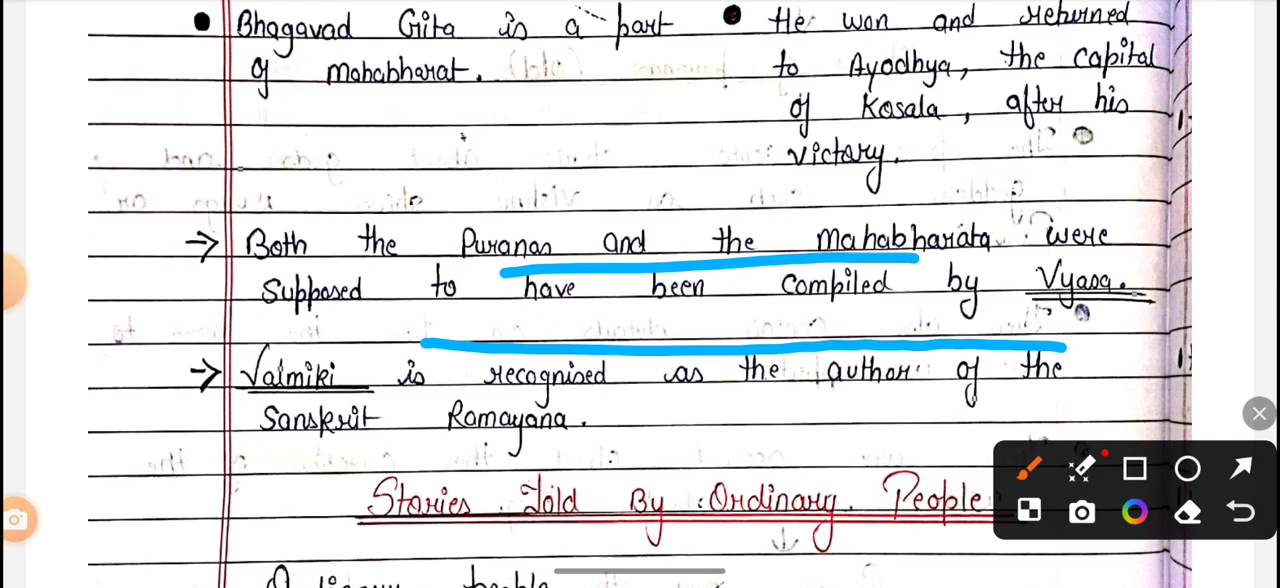 Bhagavad Gita is a part
of Mahabharat.
He won and returned
to Ayodhya, the capital
of Kosala, after his
victory.
→ Both the Puranas and the Mahabharata were
supposed to have been compiled by Vyasa.
→ Valmiki is recognised as the author of the
Sanskrit Ramayana.
Stories Told By Ordinary People